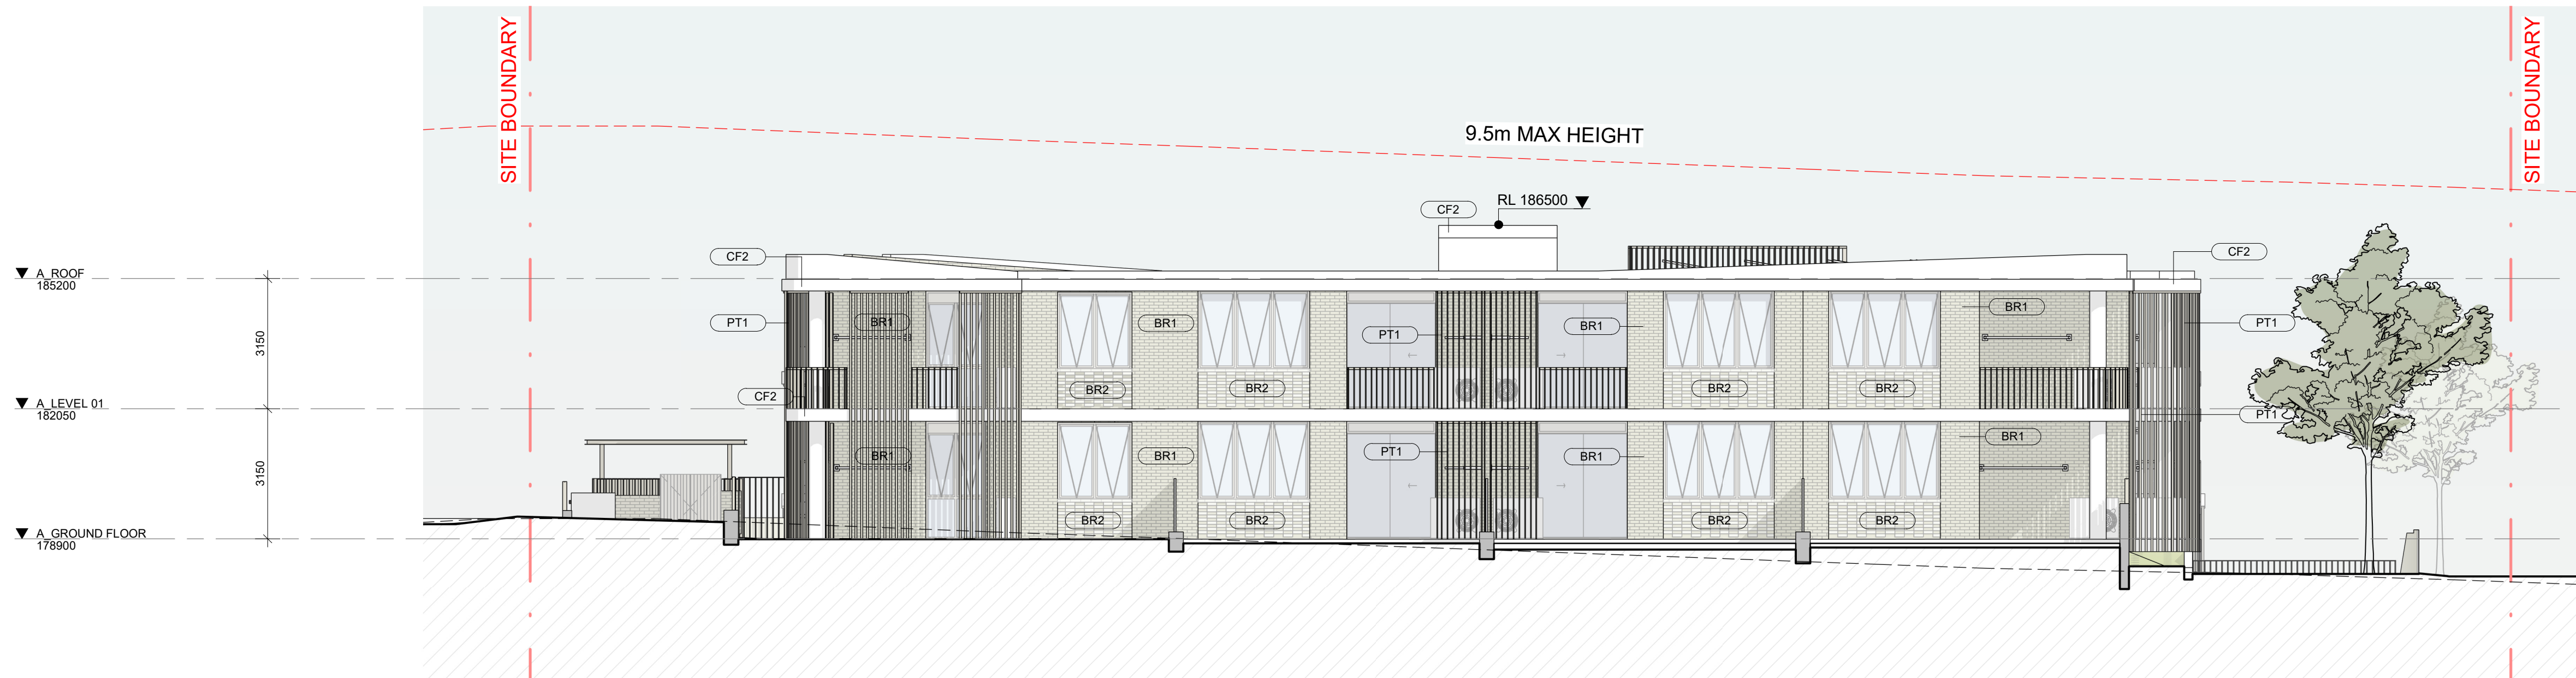 SITE BOUNDARY
SITE BOUNDARY
9.5m MAX HEIGHT
RL 186500
CF2
CF2
CF2
A_ROOF
185200
PT1
BR1
BR1
PT1
BR1
BR1
PT1
3150
BR2
BR2
BR2
BR2
CF2
A_LEVEL 01
182050
PT1
BR1
BR1
PT1
BR1
BR1
3150
BR2
BR2
BR2
BR2
A_GROUND FLOOR
178900